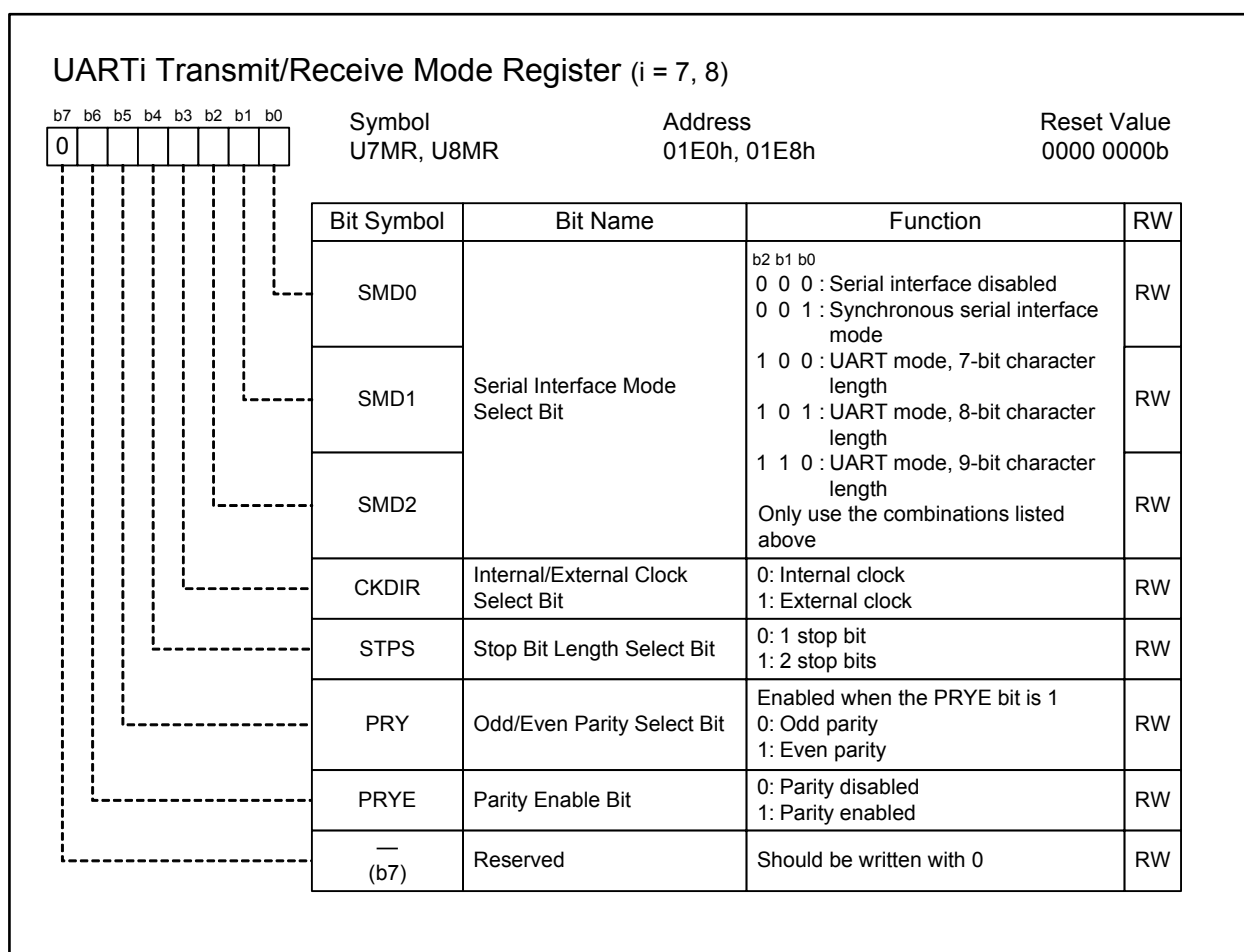 UARTi Transmit/Receive Mode Register (i = 7, 8)
b7 b6 b5 b4 b3 b2 b1 b0
0
Symbol Address Reset Value
U7MR, U8MR 01E0h, 01E8h 0000 0000b
Bit Symbol Bit Name Function RW
SMD0
SMD1
SMD2
Serial Interface Mode
Select Bit
b2 b1 b0
0 0 0 : Serial interface disabled
0 0 1 : Synchronous serial interface
mode
1 0 0 : UART mode, 7-bit character
length
1 0 1 : UART mode, 8-bit character
length
1 1 0 : UART mode, 9-bit character
length
Only use the combinations listed
above
RW
RW
RW
CKDIR
Internal/External Clock
Select Bit
0: Internal clock
1: External clock
RW
STPS
Stop Bit Length Select Bit
0: 1 stop bit
1: 2 stop bits
RW
PRY
Odd/Even Parity Select Bit
Enabled when the PRYE bit is 1
0: Odd parity
1: Even parity
RW
PRYE
Parity Enable Bit
0: Parity disabled
1: Parity enabled
RW
—
(b7)
Reserved
Should be written with 0
RW